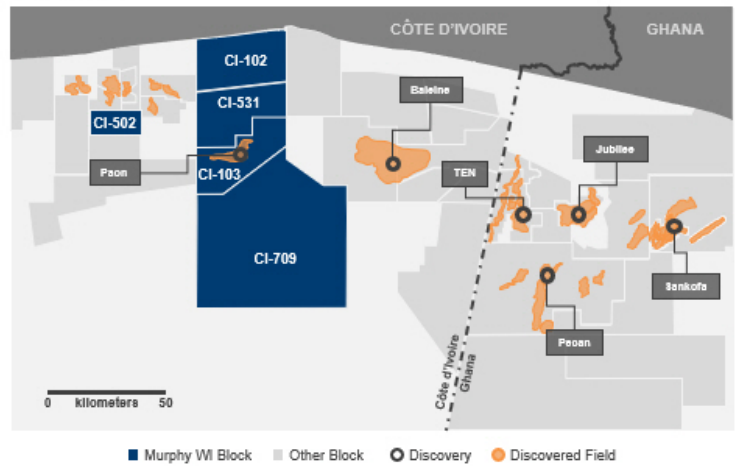 CÔTE D'IVOIRE
GHANA
CI-102
CI-531
Baleine
CI-502
Jubilee
Paon
CI-103
TEN
CI-709
Sankofa
Pecan
Côte d'Ivoire
Ghana
0 kilometers 50
Murphy WI Block
Other Block
Discovery
Discovered Field